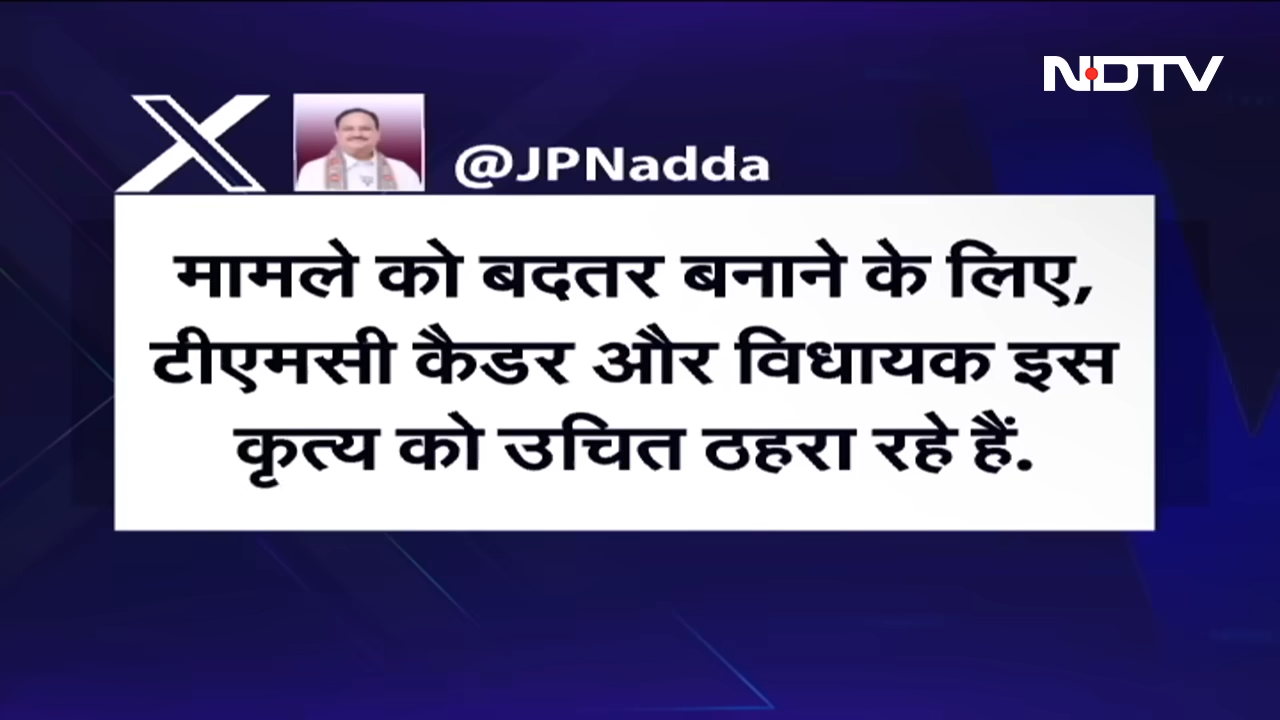 NDTV
X
@JPNadda
मामले को बदतर बनाने के लिए,
टीएमसी कैडर और विधायक इस
कृत्य को उचित ठहरा रहे हैं.